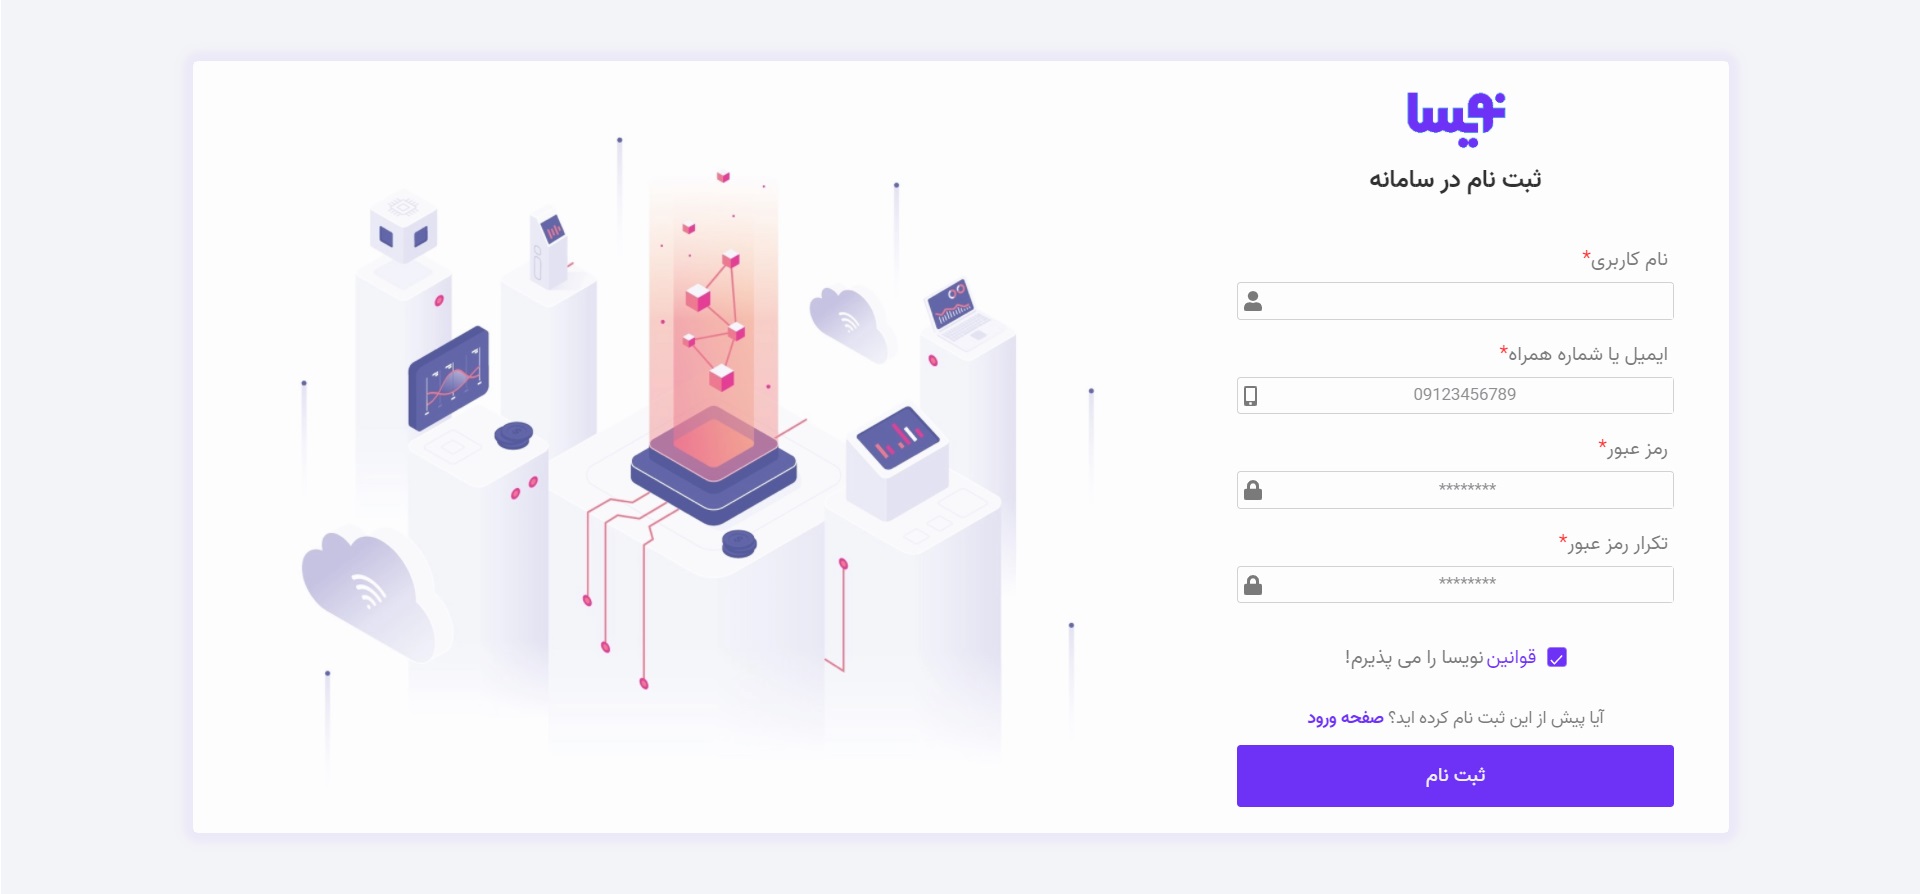 نویسا
ثبت نام در سامانه
نام کاربری*
ایمیل یا شماره همراه*
09123456789
رمز عبور*
********
تکرار رمز عبور*
********
قوانین نویسا را می پذیرم!
آیا پیش از این ثبت نام کرده اید؟ صفحه ورود
ثبت نام